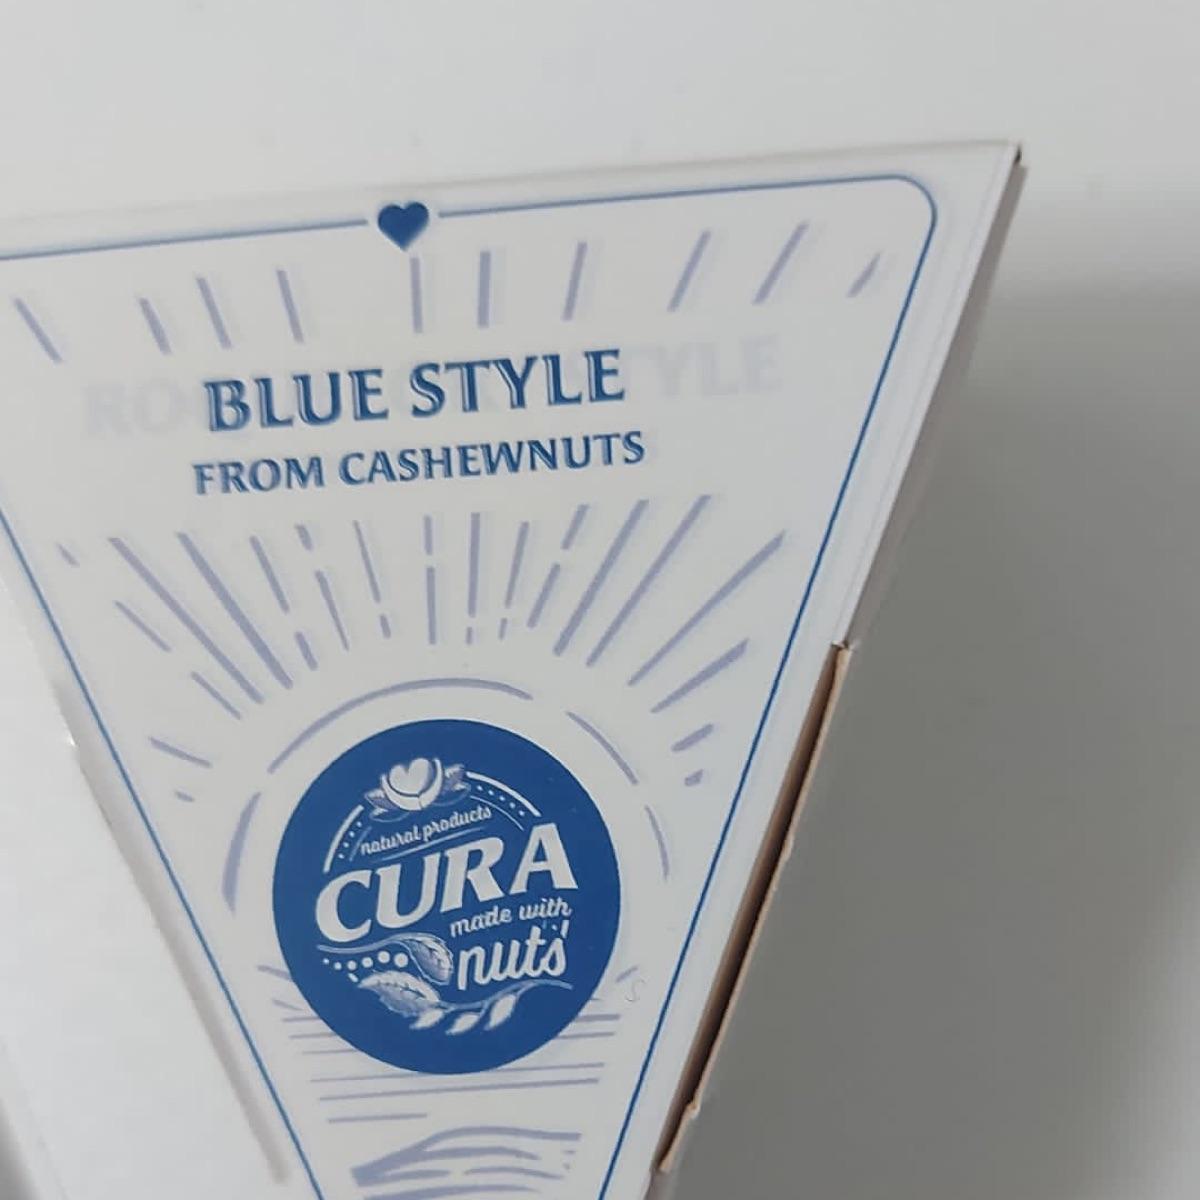 BLUE STYLE
FROM CASHEWNUTS
natural products
CURA
made with
nuts